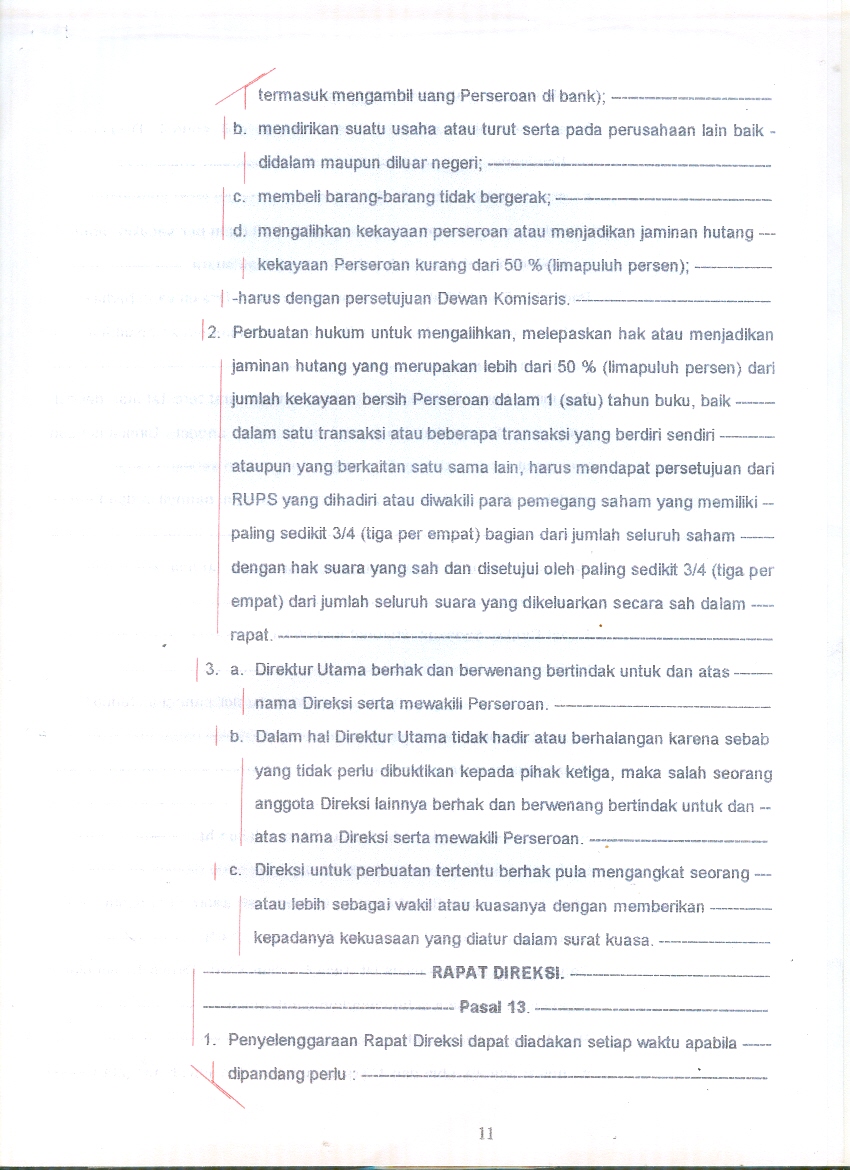 termasuk mengambil uang Perseroan di bank); ——————
b. mendirikan suatu usaha atau turut serta pada perusahaan lain baik -
didalam maupun diluar negeri; ——————
c. membeli barang-barang tidak bergerak; ——————
d. mengalihkan kekayaan perseroan atau menjadikan jaminan hutang ---
kekayaan Perseroan kurang dari 50 % (limapuluh persen); ——————
-harus dengan persetujuan Dewan Komisaris. ——————
2. Perbuatan hukum untuk mengalihkan, melepaskan hak atau menjadikan
jaminan hutang yang merupakan lebih dari 50 % (limapuluh persen) dari
jumlah kekayaan bersih Perseroan dalam 1 (satu) tahun buku, baik ------
dalam satu transaksi atau beberapa transaksi yang berdiri sendiri --------
ataupun yang berkaitan satu sama lain, harus mendapat persetujuan dari
RUPS yang dihadiri atau diwakili para pemegang saham yang memiliki --
paling sedikit 3/4 (tiga per empat) bagian dari jumlah seluruh saham -----
dengan hak suara yang sah dan disetujui oleh paling sedikit 3/4 (tiga per
empat) dari jumlah seluruh suara yang dikeluarkan secara sah dalam ----
rapat. ——————
3. a. Direktur Utama berhak dan berwenang bertindak untuk dan atas ------
nama Direksi serta mewakili Perseroan. ——————
b. Dalam hal Direktur Utama tidak hadir atau berhalangan karena sebab
yang tidak perlu dibuktikan kepada pihak ketiga, maka salah seorang
anggota Direksi lainnya berhak dan berwenang bertindak untuk dan --
atas nama Direksi serta mewakili Perseroan. ——————
c. Direksi untuk perbuatan tertentu berhak pula mengangkat seorang ---
atau lebih sebagai wakil atau kuasanya dengan memberikan ---------
kepadanya kekuasaan yang diatur dalam surat kuasa. ——————
—————— RAPAT DIREKSI. ——————
—————— Pasal 13. ——————
1. Penyelenggaraan Rapat Direksi dapat diadakan setiap waktu apabila -----
dipandang perlu : ——————
11